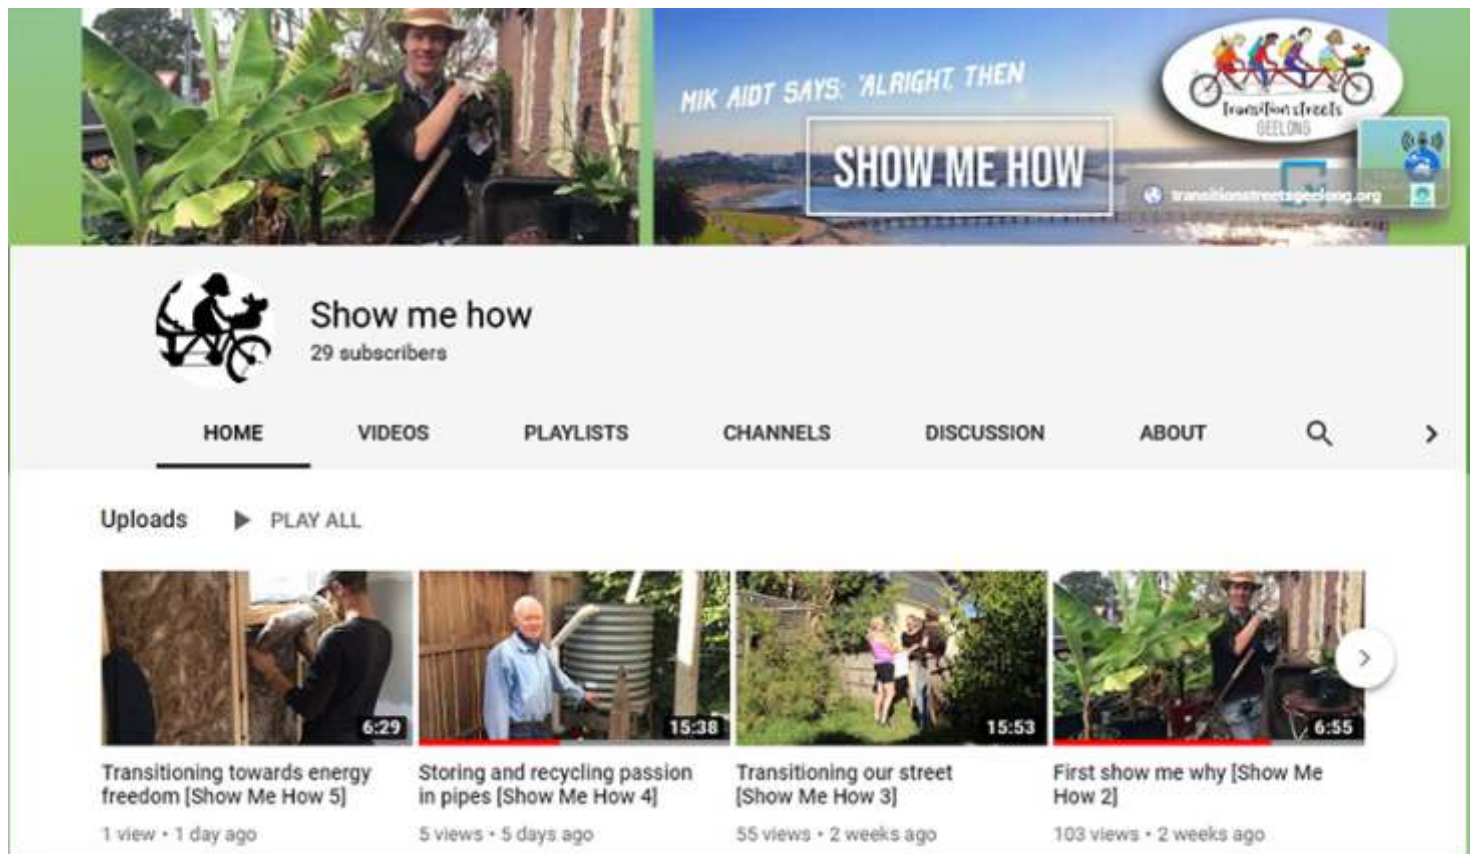 MIK AIDT SAYS: 'ALRIGHT, THEN
SHOW ME HOW
transition streets
GEELONG
transitionstreetsgeelong.org
Show me how
29 subscribers
HOME VIDEOS PLAYLISTS CHANNELS DISCUSSION ABOUT
Uploads PLAY ALL
6:29 15:38 15:53 6:55
Transitioning towards energy
freedom [Show Me How 5]
1 view • 1 day ago
Storing and recycling passion
in pipes [Show Me How 4]
5 views • 5 days ago
Transitioning our street
[Show Me How 3]
55 views • 2 weeks ago
First show me why [Show Me
How 2]
103 views • 2 weeks ago